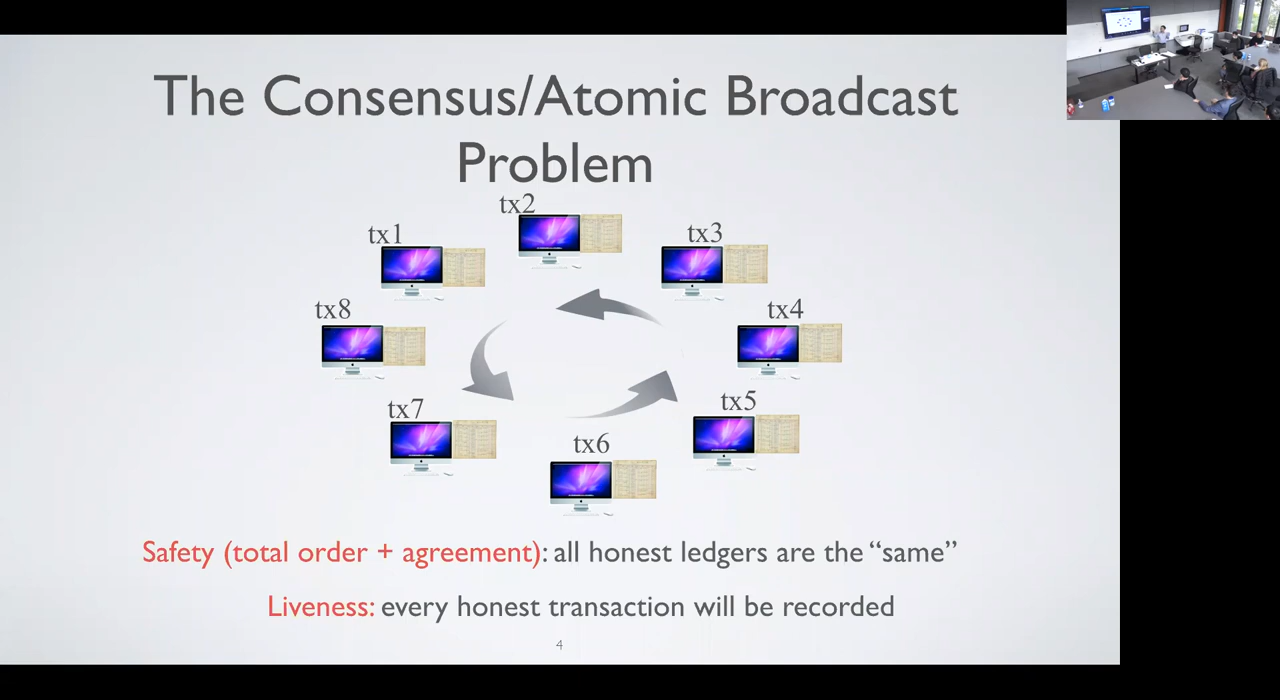 The Consensus/Atomic Broadcast
Problem
tx2
tx1
tx3
tx8
tx4
tx7
tx5
tx6
Safety (total order + agreement): all honest ledgers are the “same”
Liveness: every honest transaction will be recorded
4